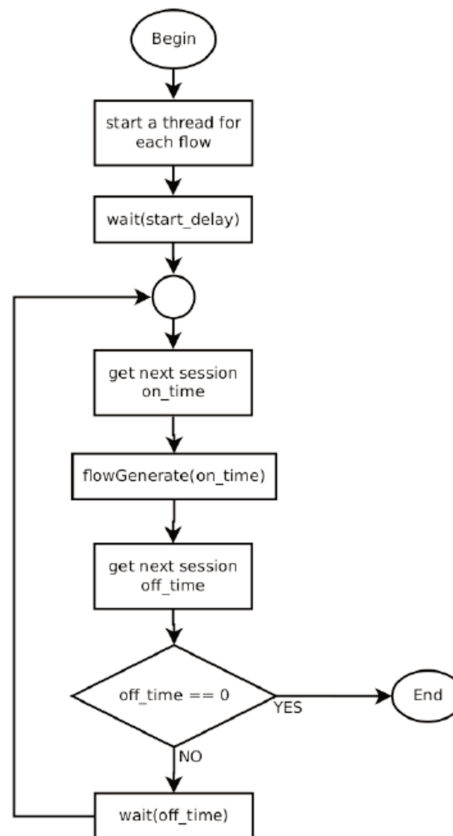 Begin
start a thread for
each flow
wait(start_delay)
get next session
on_time
flowGenerate(on_time)
get next session
off_time
off_time == 0
YES
End
NO
wait(off_time)